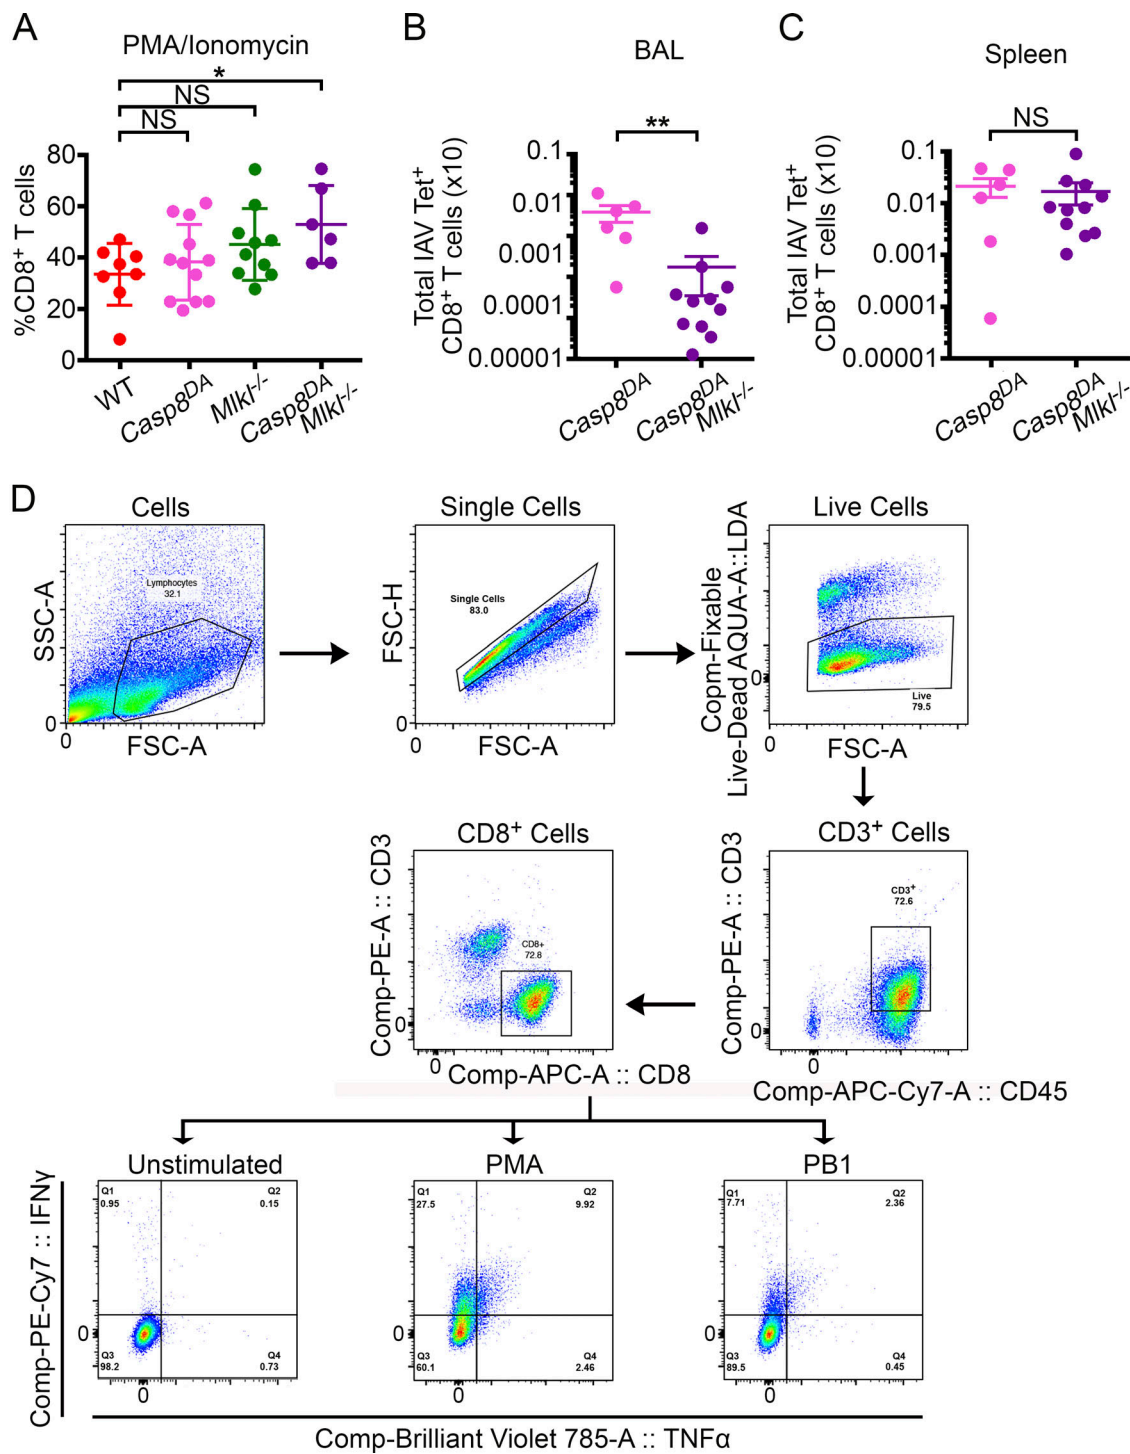 A
PMA/Ionomycin
*
NS
NS
%CD8⁺ T cells
80
60
40
20
0
WT
Casp8ᴰᴬ
Mlkl⁻/⁻
Casp8ᴰᴬ
Mlkl⁻/⁻
B
BAL
**
Total IAV Tet⁺
CD8⁺ T cells (x10)
0.1
0.01
0.001
0.0001
0.00001
Casp8ᴰᴬ
Casp8ᴰᴬ
Mlkl⁻/⁻
C
Spleen
NS
Total IAV Tet⁺
CD8⁺ T cells (x10)
0.1
0.01
0.001
0.0001
0.00001
Casp8ᴰᴬ
Casp8ᴰᴬ
Mlkl⁻/⁻
D
Cells
SSC-A
Lymphocytes
32.1
0
0
FSC-A
Single Cells
FSC-H
Single Cells
83.0
0
0
FSC-A
Live Cells
Copm-Fixable
Live-Dead AQUA-A::LDA
0
Live
79.5
0
FSC-A
CD8⁺ Cells
Comp-PE-A :: CD3
CD8+
72.8
0
0
Comp-APC-A :: CD8
CD3⁺ Cells
Comp-PE-A :: CD3
CD3⁺
72.6
0
0
Comp-APC-Cy7-A :: CD45
Comp-PE-Cy7 :: IFNγ
Unstimulated
Q1
0.95
Q2
0.15
0
Q3
98.2
Q4
0.73
0
PMA
Q1
27.5
Q2
9.92
0
Q3
60.1
Q4
2.46
0
PB1
Q1
7.71
Q2
2.36
0
Q3
89.5
Q4
0.45
0
Comp-Brilliant Violet 785-A :: TNFα